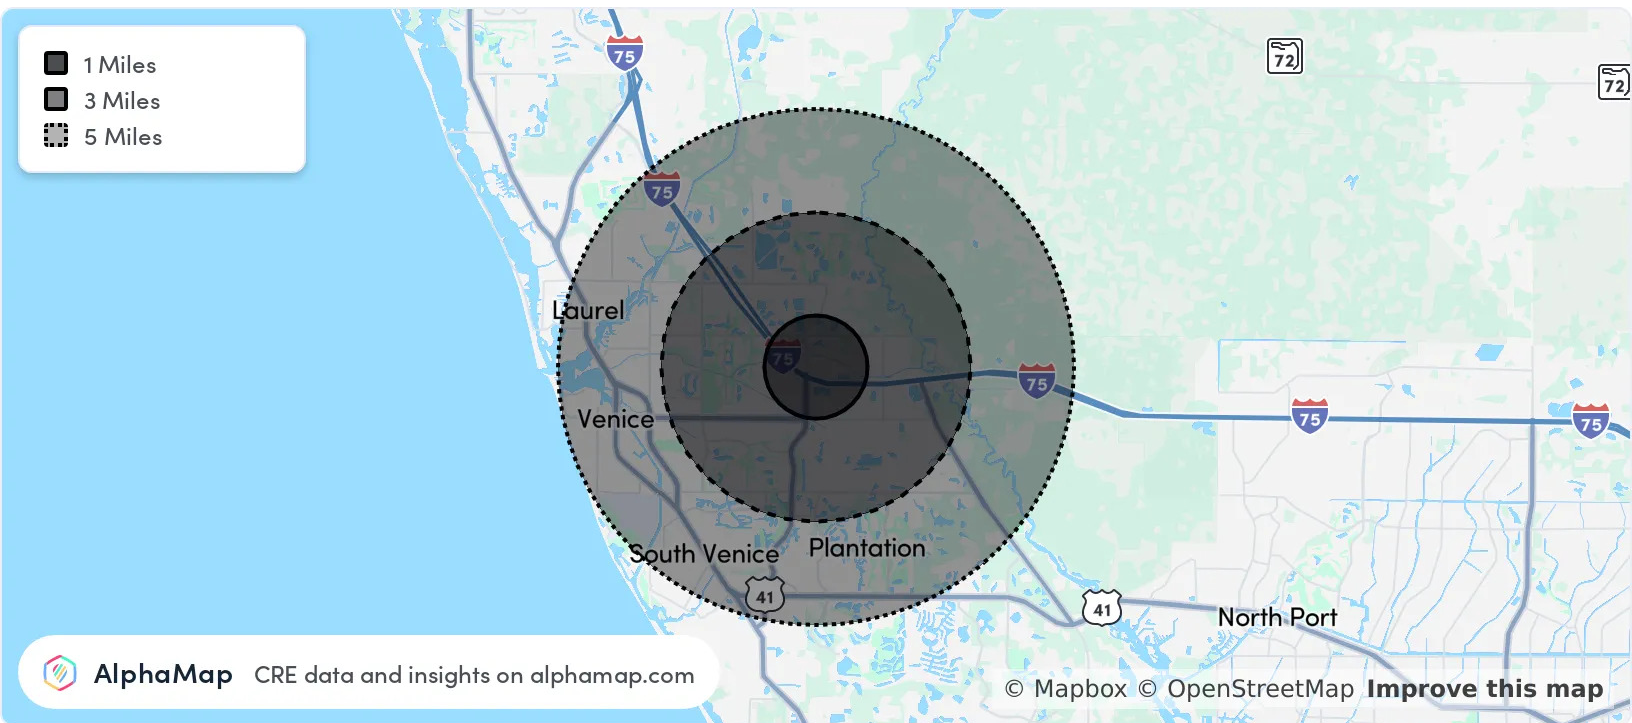 1 Miles
3 Miles
5 Miles
75
72
72
75
Laurel
75
75
75
75
Venice
South Venice
Plantation
41
41
North Port
AlphaMap CRE data and insights on alphamap.com
© Mapbox © OpenStreetMap Improve this map